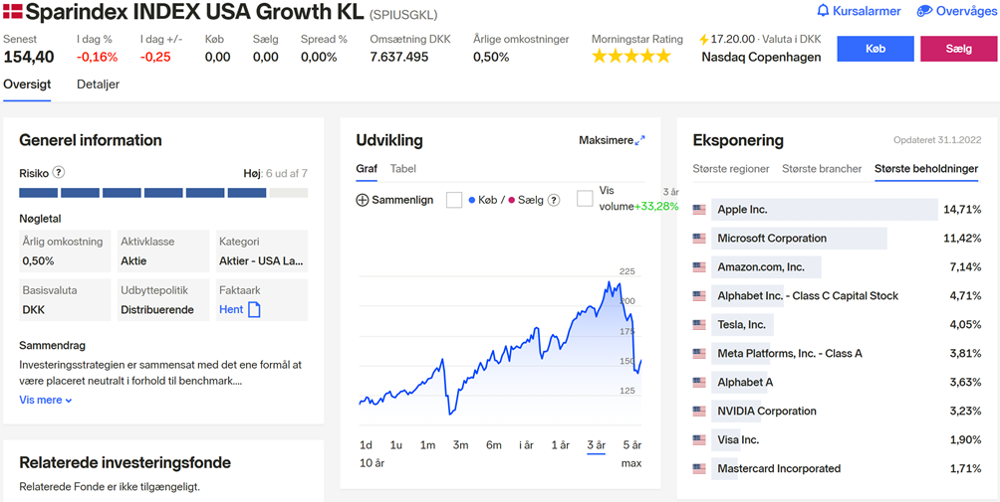 Sparindex INDEX USA Growth KL (SPIUSGKL)
Kursalarmer
Overvåges
Senest
I dag %
I dag +/-
Køb
Sælg
Spread %
Omsætning DKK
Årlige omkostninger
Morningstar Rating
17.20.00 · Valuta i DKK
154,40
-0,16%
-0,25
0,00
0,00
0,00%
7.637.495
0,50%
Nasdaq Copenhagen
Køb
Sælg
Oversigt
Detaljer
Generel information
Risiko ?
Høj: 6 ud af 7
Nøgletal
Årlig omkostning
0,50%
Aktivklasse
Aktie
Kategori
Aktier - USA La...
Basisvaluta
DKK
Udbyttepolitik
Distribuerende
Faktaark
Hent
Sammendrag
Investeringsstrategien er sammensat med det ene formål at
være placeret neutralt i forhold til benchmark....
Vis mere
Relaterede investeringsfonde
Relaterede Fonde er ikke tilgængeligt.
Udvikling
Maksimere
Graf
Tabel
Sammenlign
Køb / Sælg ?
Vis
volume
3 år
+33,28%
225
200
175
150
125
1d
1u
1m
3m
6m
i år
1 år
3 år
5 år
10 år
max
Eksponering
Opdateret 31.1.2022
Største regioner
Største brancher
Største beholdninger
Apple Inc. 14,71%
Microsoft Corporation 11,42%
Amazon.com, Inc. 7,14%
Alphabet Inc. - Class C Capital Stock 4,71%
Tesla, Inc. 4,05%
Meta Platforms, Inc. - Class A 3,81%
Alphabet A 3,63%
NVIDIA Corporation 3,23%
Visa Inc. 1,90%
Mastercard Incorporated 1,71%